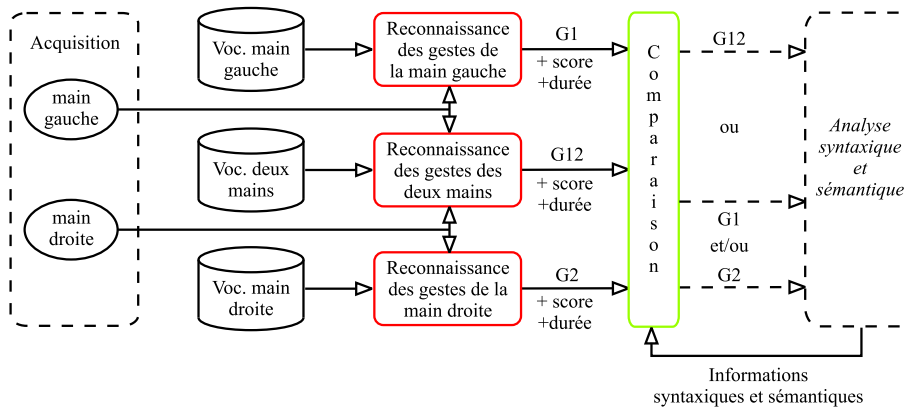 Acquisition
main
gauche
main
droite
Voc. main
gauche
Voc. deux
mains
Voc. main
droite
Reconnaissance
des gestes de
la main gauche
Reconnaissance
des gestes des
deux mains
Reconnaissance
des gestes de la
main droite
G1
+ score
+durée
G12
+ score
+durée
G2
+ score
+durée
Comparaison
G12
ou
G1
et/ou
G2
Analyse
syntaxique
et
sémantique
Informations
syntaxiques et sémantiques